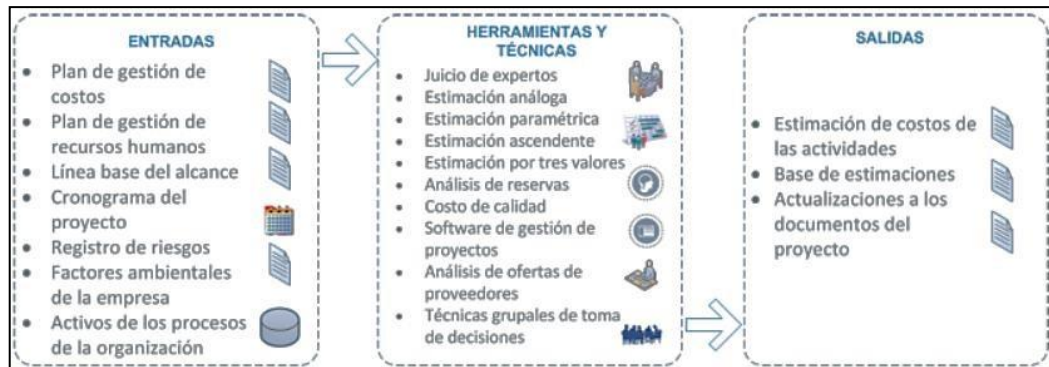 ENTRADAS
• Plan de gestión de
costos
• Plan de gestión de
recursos humanos
• Línea base del alcance
• Cronograma del
proyecto
• Registro de riesgos
• Factores ambientales
de la empresa
• Activos de los procesos
de la organización
HERRAMIENTAS Y
TÉCNICAS
• Juicio de expertos
• Estimación análoga
• Estimación paramétrica
• Estimación ascendente
• Estimación por tres valores
• Análisis de reservas
• Costo de calidad
• Software de gestión de
proyectos
• Análisis de ofertas de
proveedores
• Técnicas grupales de toma
de decisiones
SALIDAS
• Estimación de costos de
las actividades
• Base de estimaciones
• Actualizaciones a los
documentos del
proyecto